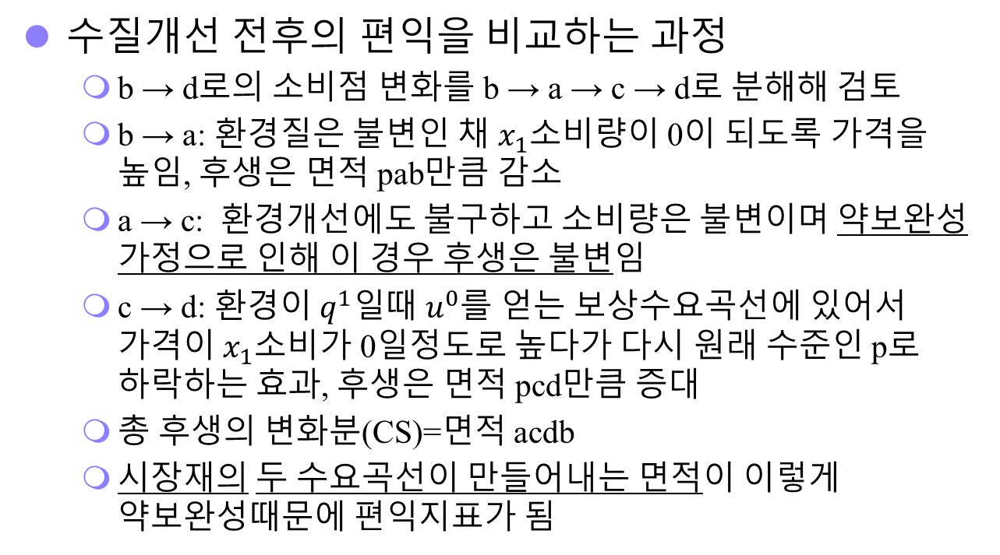 수질개선 전후의 편익을 비교하는 과정
b → d로의 소비점 변화를 b → a → c → d로 분해해 검토
b → a: 환경질은 불변인 채 x₁소비량이 0이 되도록 가격을
높임, 후생은 면적 pab만큼 감소
a → c: 환경개선에도 불구하고 소비량은 불변이며 약보완성
가정으로 인해 이 경우 후생은 불변임
c → d: 환경이 q¹일때 u⁰를 얻는 보상수요곡선에 있어서
가격이 x₁소비가 0일정도로 높다가 다시 원래 수준인 p로
하락하는 효과, 후생은 면적 pcd만큼 증대
총 후생의 변화분(CS)=면적 acdb
시장재의 두 수요곡선이 만들어내는 면적이 이렇게
약보완성때문에 편익지표가 됨